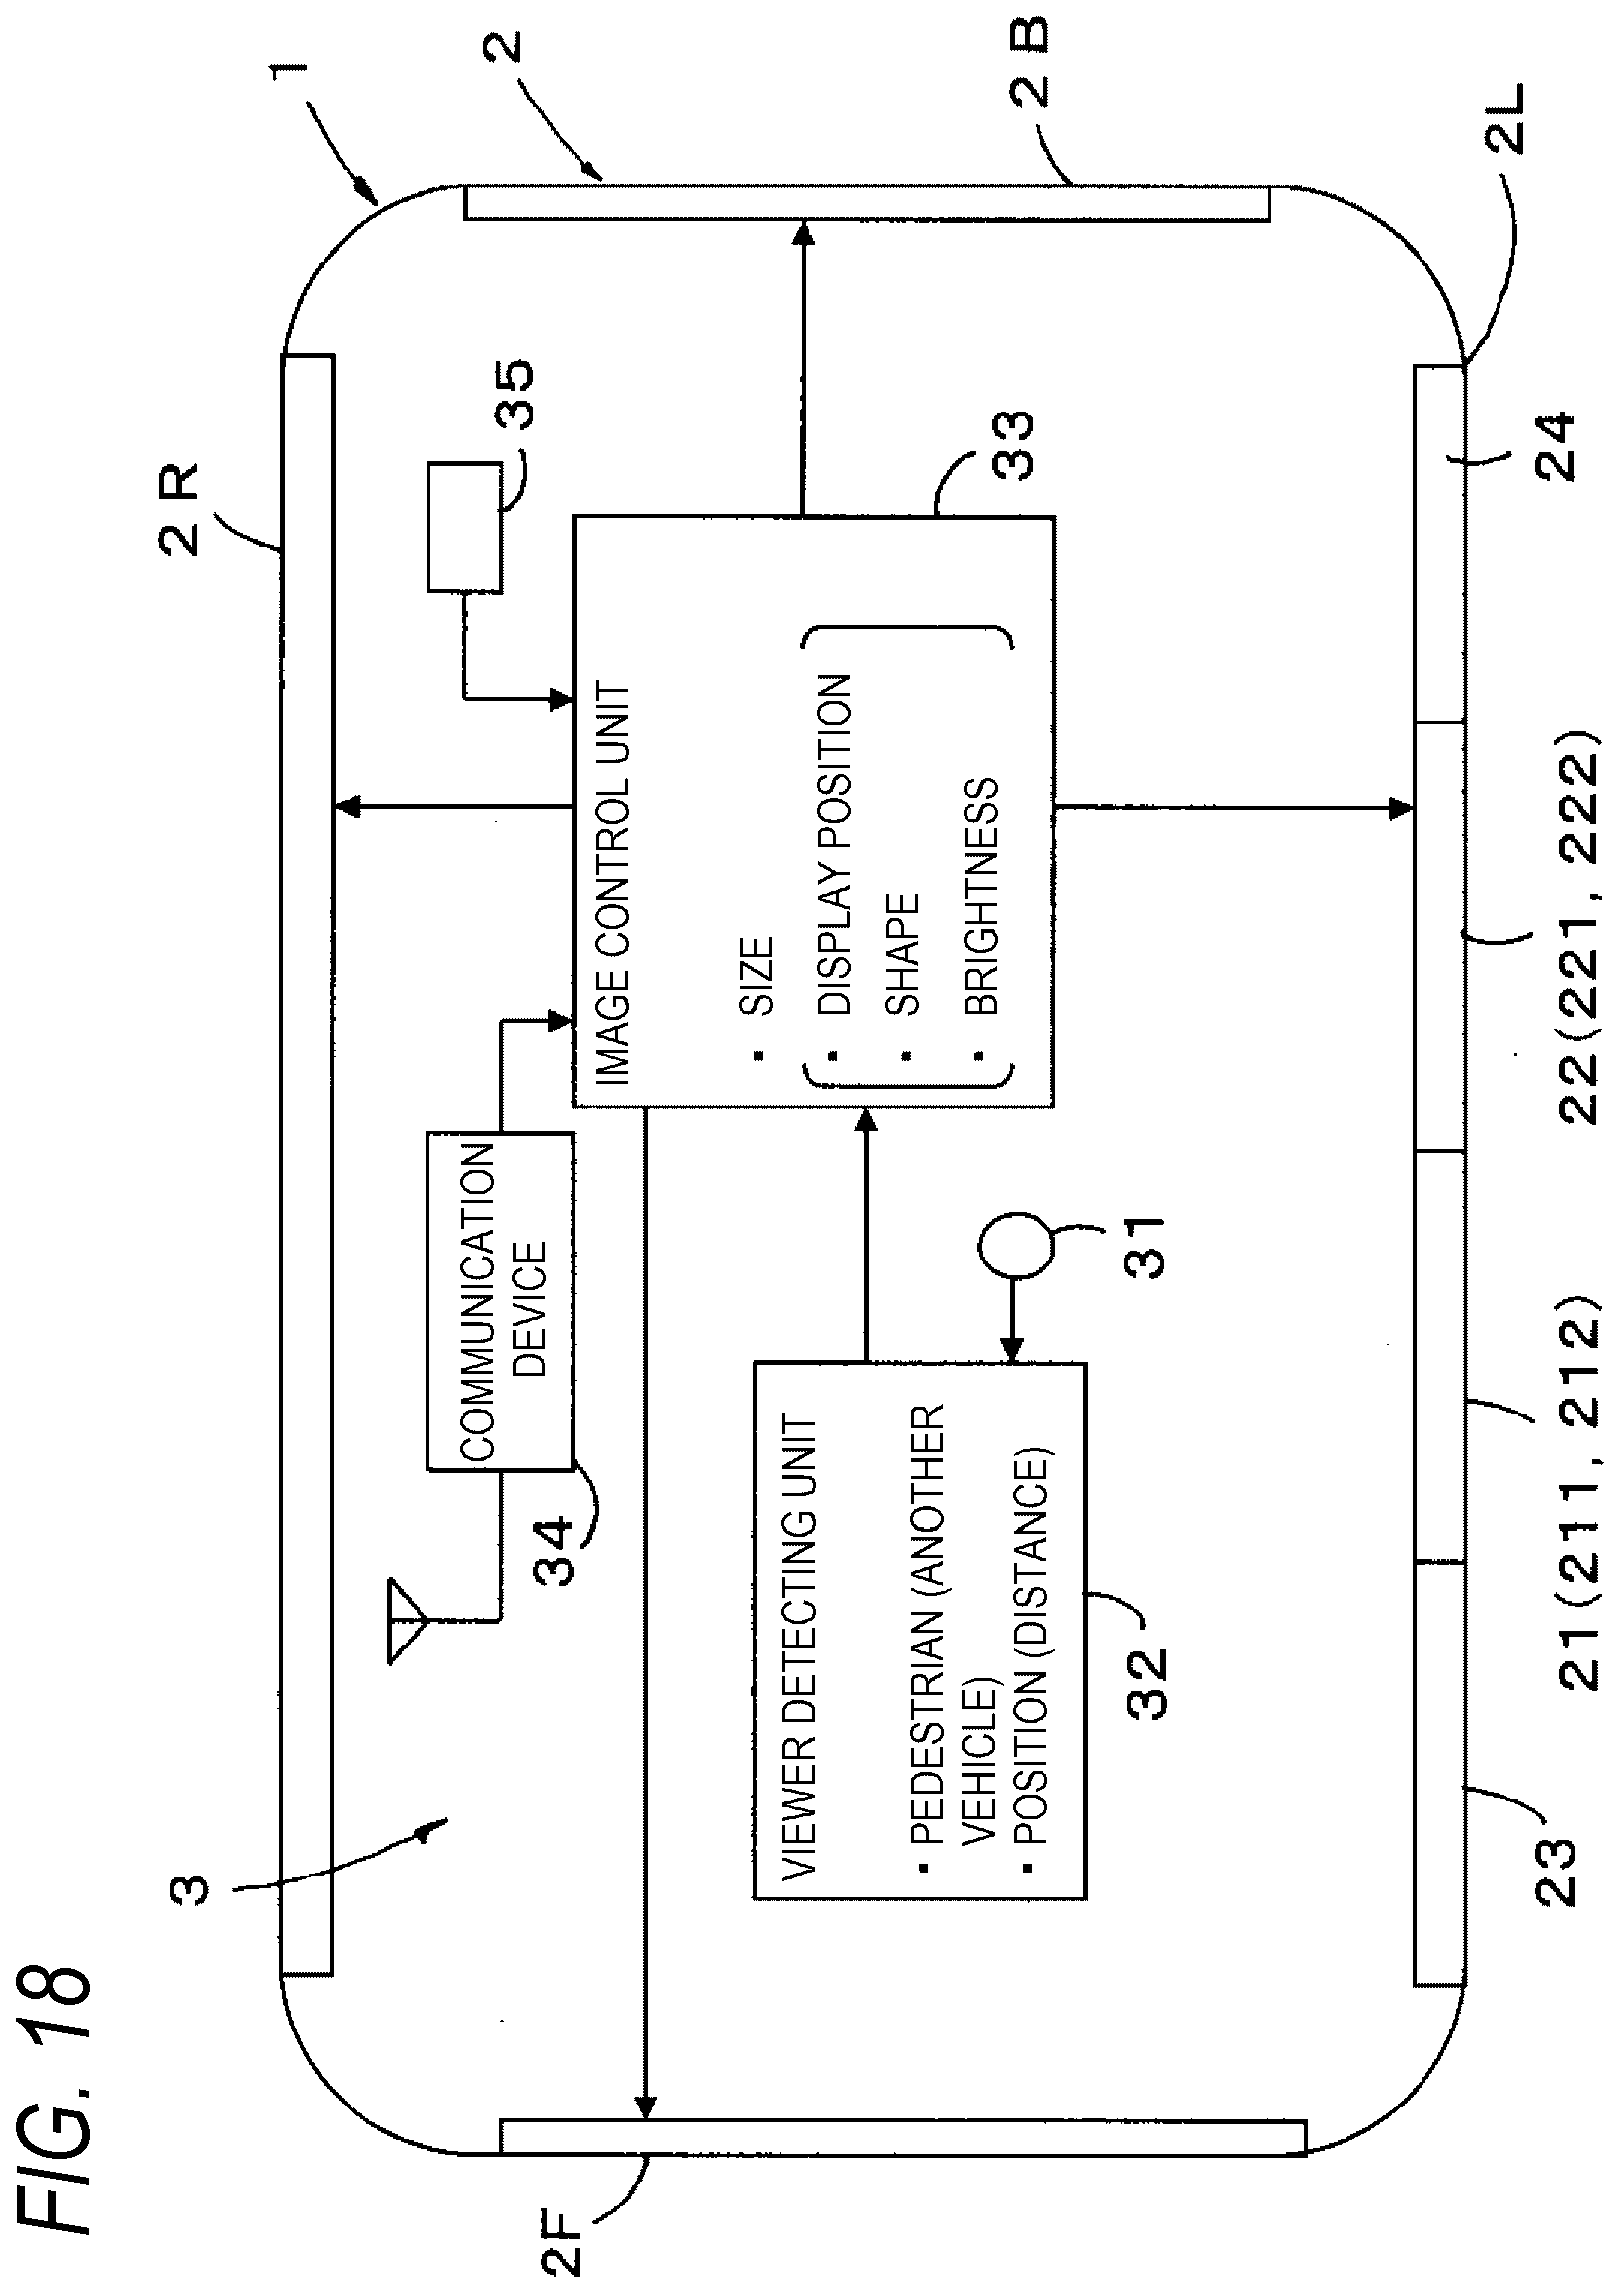 FIG. 18
1
2
2R
2B
2F
2L
3
COMMUNICATION
DEVICE
34
35
IMAGE CONTROL UNIT
▪ SIZE
▪ DISPLAY POSITION
▪ SHAPE
▪ BRIGHTNESS
33
VIEWER DETECTING UNIT
▪ PEDESTRIAN (ANOTHER
VEHICLE)
▪ POSITION (DISTANCE)
31
32
23
21(211, 212)
22(221, 222)
24